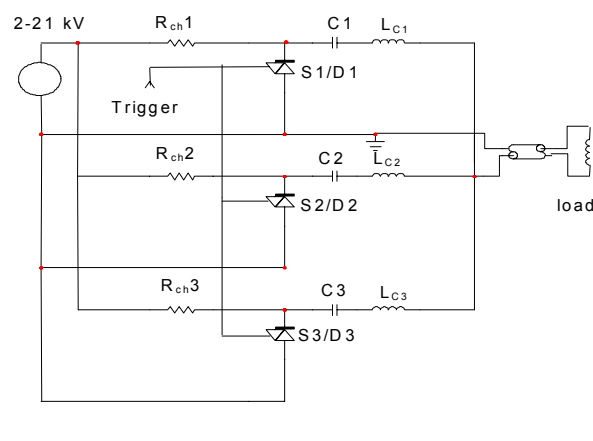 2-21 kV
Rch1
C1
LC1
S1/D1
Trigger
Rch2
C2
LC2
S2/D2
load
Rch3
C3
LC3
S3/D3